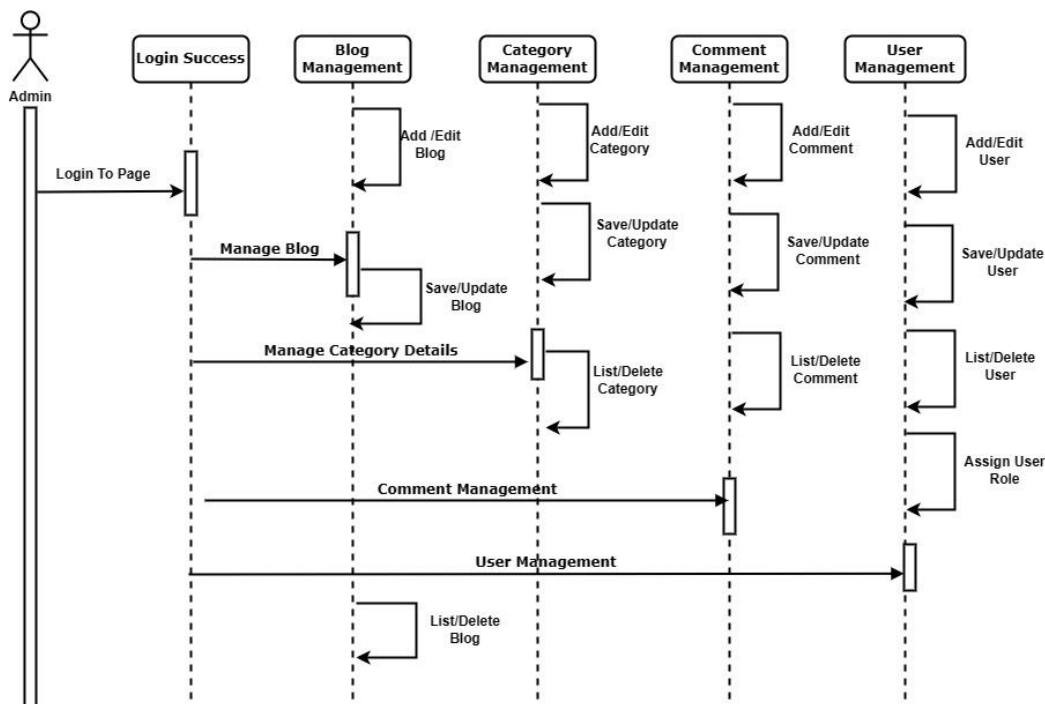 Admin
Login Success
Blog
Management
Category
Management
Comment
Management
User
Management
Add /Edit
Blog
Add/Edit
Category
Add/Edit
Comment
Add/Edit
User
Login To Page
Save/Update
Category
Save/Update
Comment
Save/Update
User
Manage Blog
Save/Update
Blog
Manage Category Details
List/Delete
Category
List/Delete
Comment
List/Delete
User
Assign User
Role
Comment Management
User Management
List/Delete
Blog